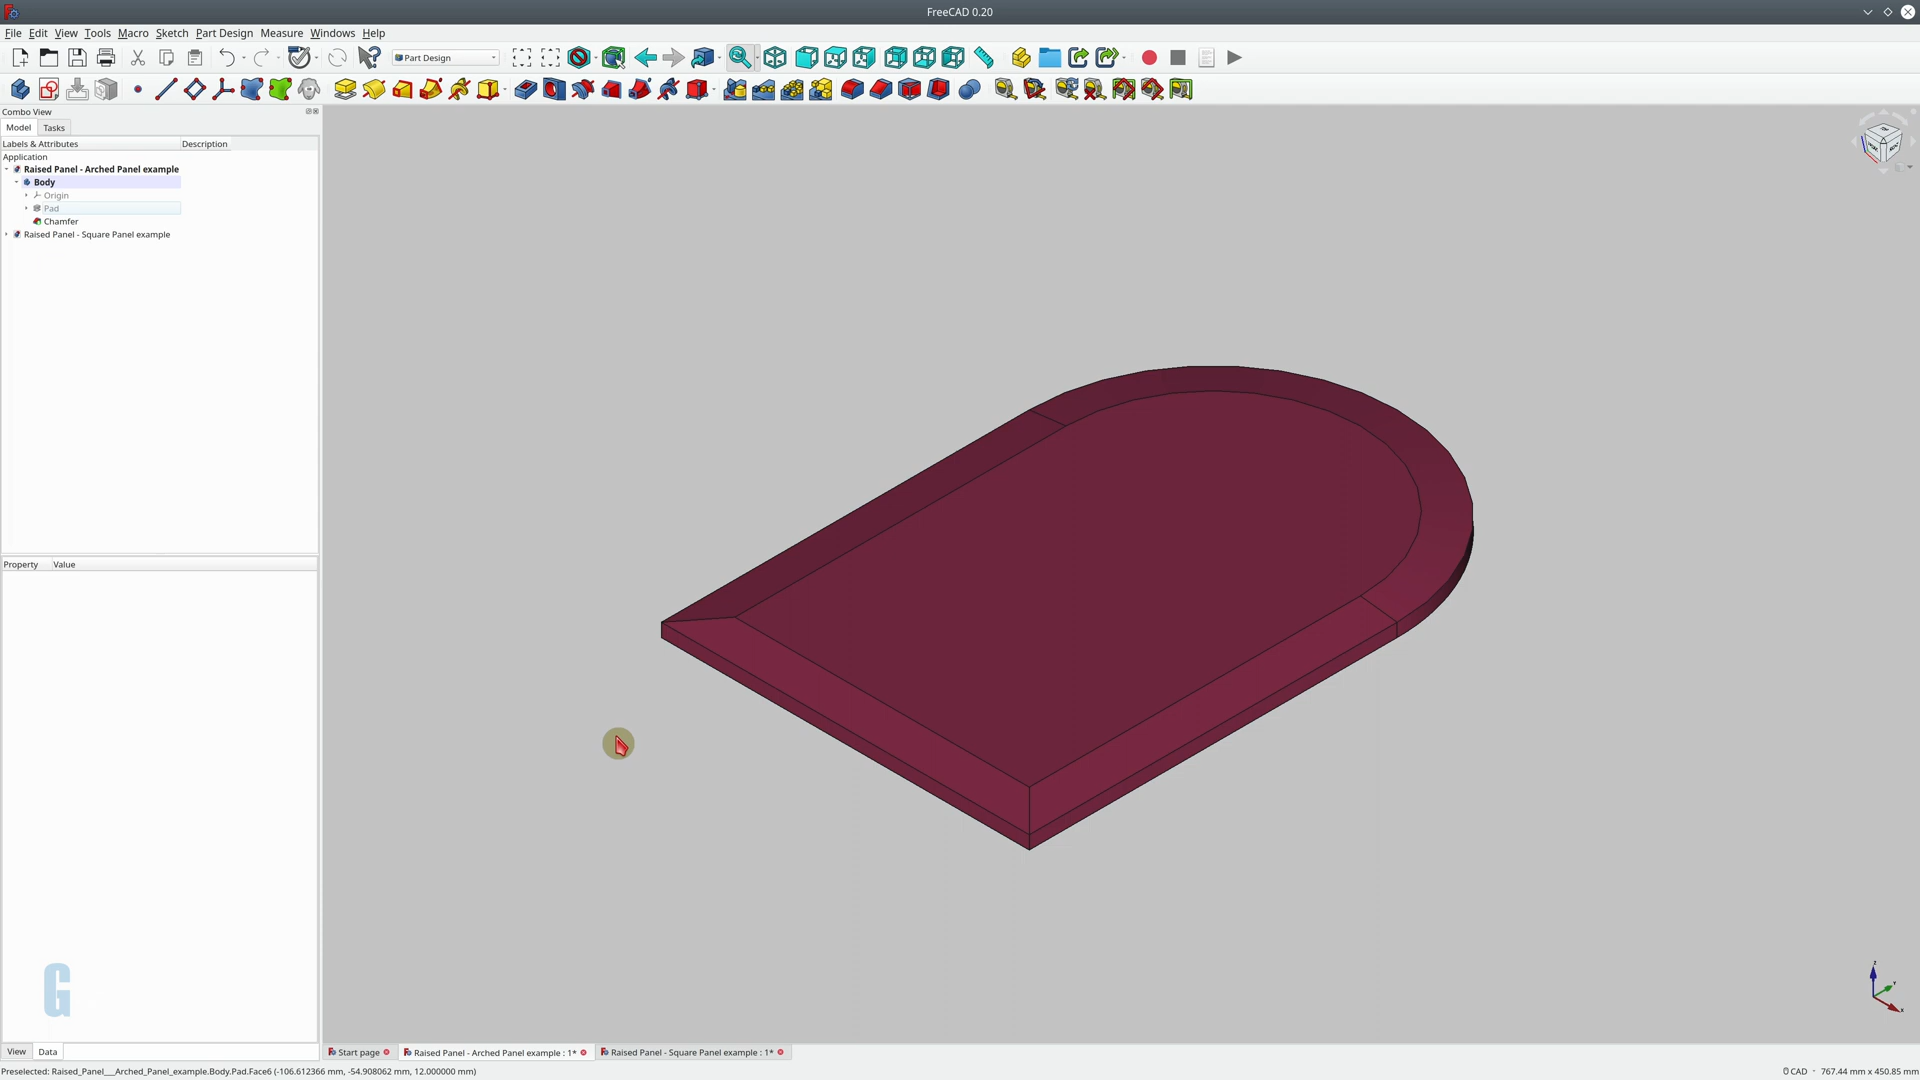 FreeCAD 0.20
File Edit View Tools Macro Sketch Part Design Measure Windows Help
Part Design
Combo View
Model Tasks
Labels & Attributes Description
Application
Raised Panel - Arched Panel example
Body
Origin
Pad
Chamfer
Raised Panel - Square Panel example
Property Value
G
Z
Y
X
View Data
Start page
Raised Panel - Arched Panel example : 1*
Raised Panel - Square Panel example : 1*
Preselected: Raised_Panel___Arched_Panel_example.Body.Pad.Face6 (-106.612366 mm, -54.908062 mm, 12.000000 mm)
CAD
767.44 mm x 450.85 mm